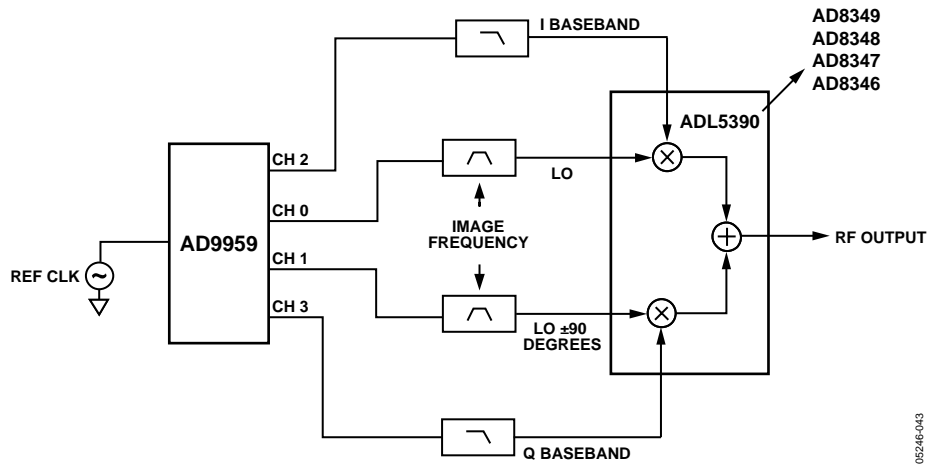 I BASEBAND
AD8349
AD8348
AD8347
AD8346
ADL5390
CH 2
LO
CH 0
IMAGE
FREQUENCY
AD9959
RF OUTPUT
REF CLK
CH 1
LO ±90
DEGREES
CH 3
Q BASEBAND
05246-043